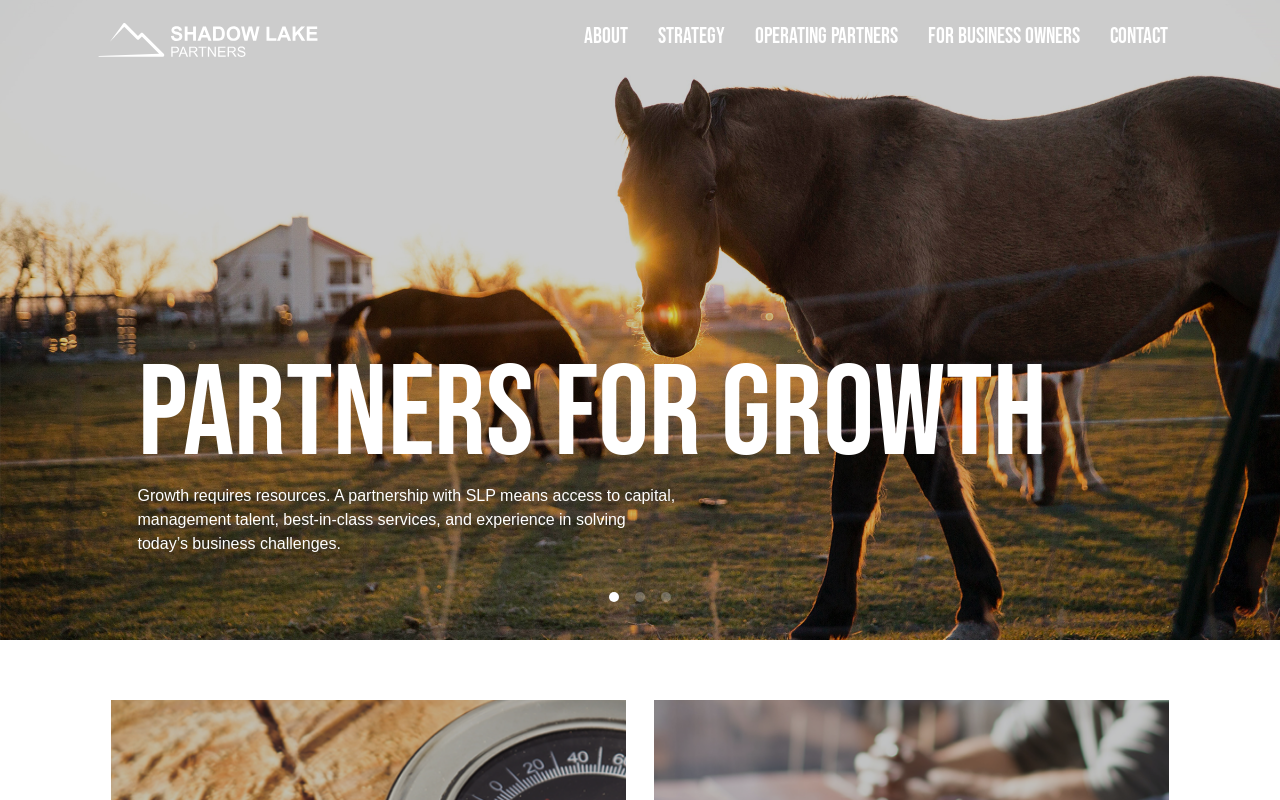 SHADOW LAKE
PARTNERS
ABOUT STRATEGY OPERATING PARTNERS FOR BUSINESS OWNERS CONTACT
PARTNERS FOR GROWTH
Growth requires resources. A partnership with SLP means access to capital,
management talent, best-in-class services, and experience in solving
today's business challenges.
0 20 40 60